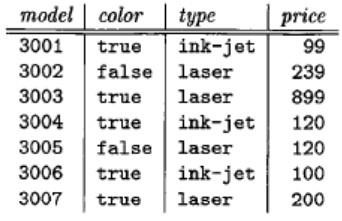 model color type price
3001 true ink-jet 99
3002 false laser 239
3003 true laser 899
3004 true ink-jet 120
3005 false laser 120
3006 true ink-jet 100
3007 true laser 200